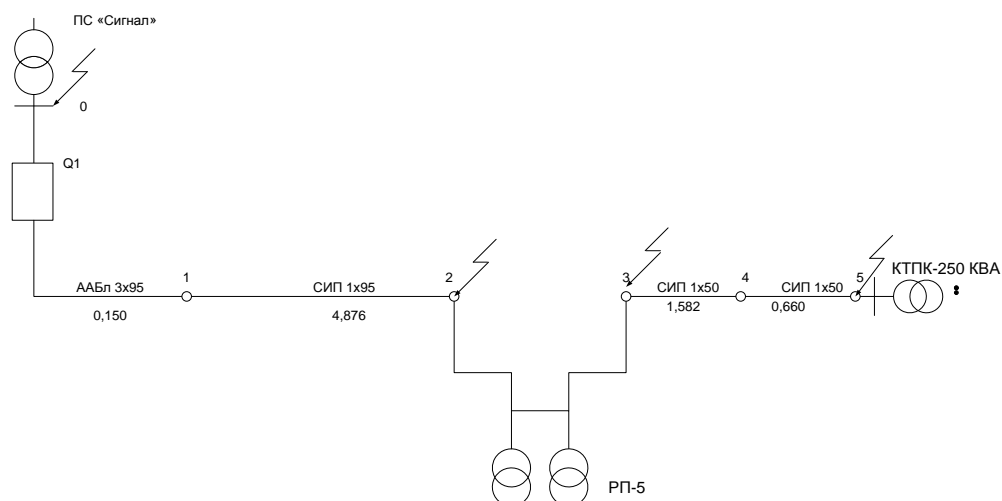 ПС «Сигнал»
0
Q1
ААБл 3х95
0,150
1
СИП 1х95
4,876
2
3
СИП 1х50
1,582
4
СИП 1х50
0,660
5
КТПК-250 КВА
РП-5